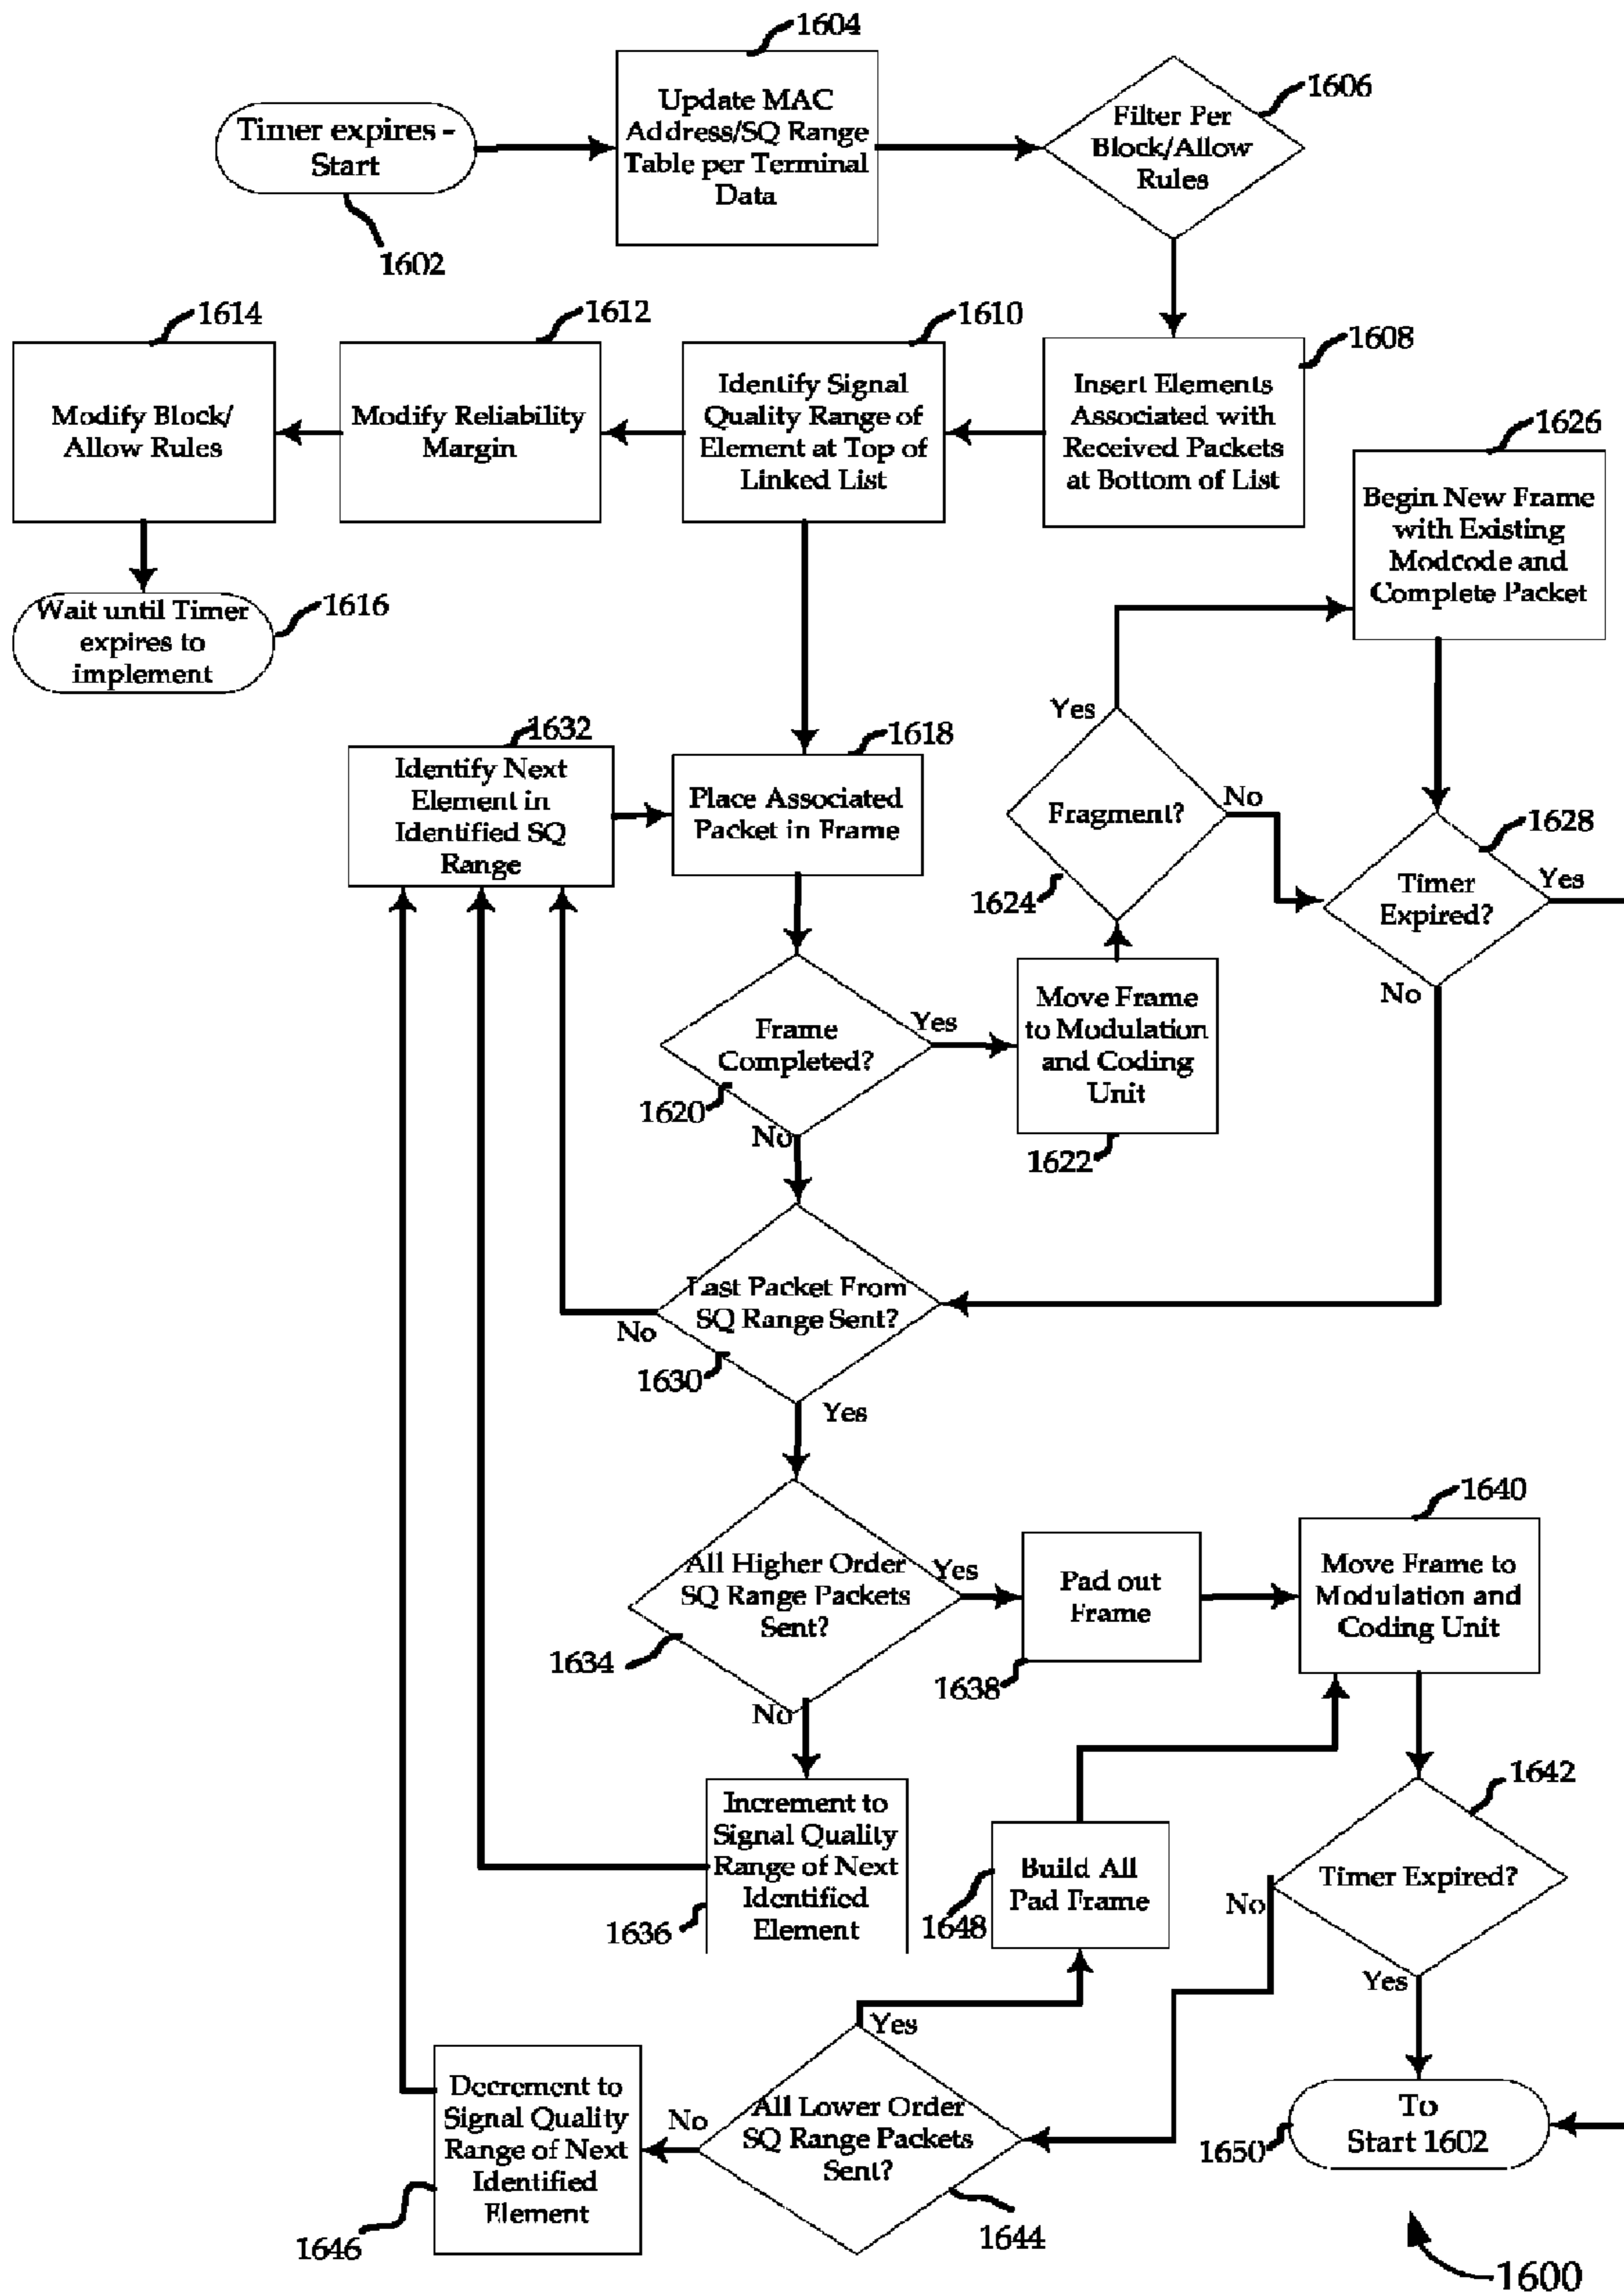 1604
Update MAC
Address/SQ Range
Table per Terminal
Data
1606
Filter Per
Block/Allow
Rules
Timer expires -
Start
1602
1614
Modify Block/
Allow Rules
1612
Modify Reliability
Margin
1610
Identify Signal
Quality Range of
Element at Top of
Linked List
1608
Insert Elements
Associated with
Received Packets
at Bottom of List
1626
Begin New Frame
with Existing
Modcode and
Complete Packet
Wait until Timer
expires to
implement
1616
1632
Identify Next
Element in
Identified SQ
Range
1618
Place Associated
Packet in Frame
Yes
Fragment?
No
1624
1628
Timer
Expired?
Yes
No
Frame
Completed?
Yes
1620
No
Move Frame
to Modulation
and Coding
Unit
1622
Last Packet From
SQ Range Sent?
No
1630
Yes
All Higher Order
SQ Range Packets
Sent?
Yes
1634
No
Pad out
Frame
1638
1640
Move Frame to
Modulation and
Coding Unit
Increment to
Signal Quality
Range of Next
Identified
Element
1636
Build All
Pad Frame
1648
1642
Timer Expired?
No
Yes
Yes
All Lower Order
SQ Range Packets
Sent?
No
1644
Decrement to
Signal Quality
Range of Next
Identified
Element
1646
To
Start 1602
1650
1600